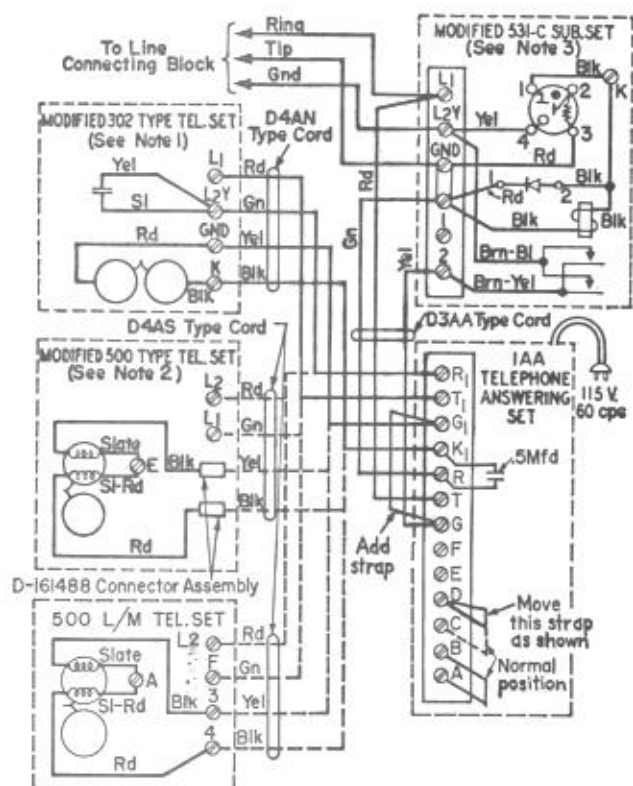 Ring
To Line
Connecting Block
Tip
Gnd
MODIFIED 531-C SUB.SET
(See Note 3)
L1
L2Y
GND
1
2
Blk
K
1
2
4
3
Yel
Rd
1
Rd
2
Blk
Blk
Blk
Brn-Bl
Brn-Yel
MODIFIED 302 TYPE TEL. SET
(See Note 1)
D4AN
Type Cord
Yel
Sl
Rd
Blk
L1
L2Y
GND
K
Rd
Gn
Yel
Blk
Rd
Gn
Yel
D4AS Type Cord
D3AA Type Cord
MODIFIED 500 TYPE TEL. SET
(See Note 2)
L2
L1
Rd
Gn
Slate
E
Blk
Yel
Sl-Rd
Blk
Rd
D-161488 Connector Assembly
1AA
TELEPHONE
ANSWERING
SET
115 V.
60 cps
R1
T1
G1
K1
R
T
G
F
E
D
C
B
A
.5Mfd
Add
strap
Move
this strap
as shown
Normal
position
500 L/M TEL. SET
L2
F
3
4
Rd
Gn
Yel
Blk
Slate
A
Sl-Rd
Blk
Rd